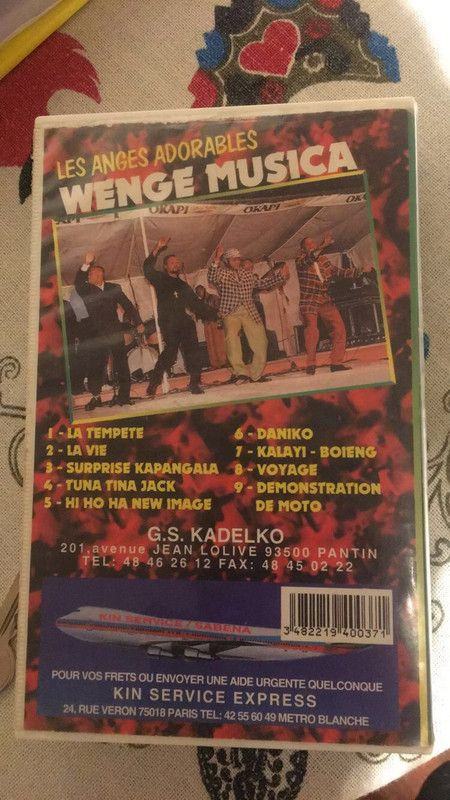 LES ANGES ADORABLES
WENGE MUSICA
OKAPI OKAPI OKAPI
1 - LA TEMPETE
2 - LA VIE
3 - SURPRISE KAPANGALA
4 - TUNA TINA JACK
5 - HI HO HA NEW IMAGE
6 - DANIKO
7 - KALAYI - BOIENG
8 - VOYAGE
9 - DEMONSTRATION
DE MOTO
G.S. KADELKO
201, avenue JEAN LOLIVE 93500 PANTIN
TEL: 48 46 26 12 FAX: 48 45 02 22
KIN SERVICE / SABENA
3 482219 400371
POUR VOS FRETS OU ENVOYER UNE AIDE URGENTE QUELCONQUE
KIN SERVICE EXPRESS
24, RUE VERON 75018 PARIS TEL: 42 55 60 49 METRO BLANCHE